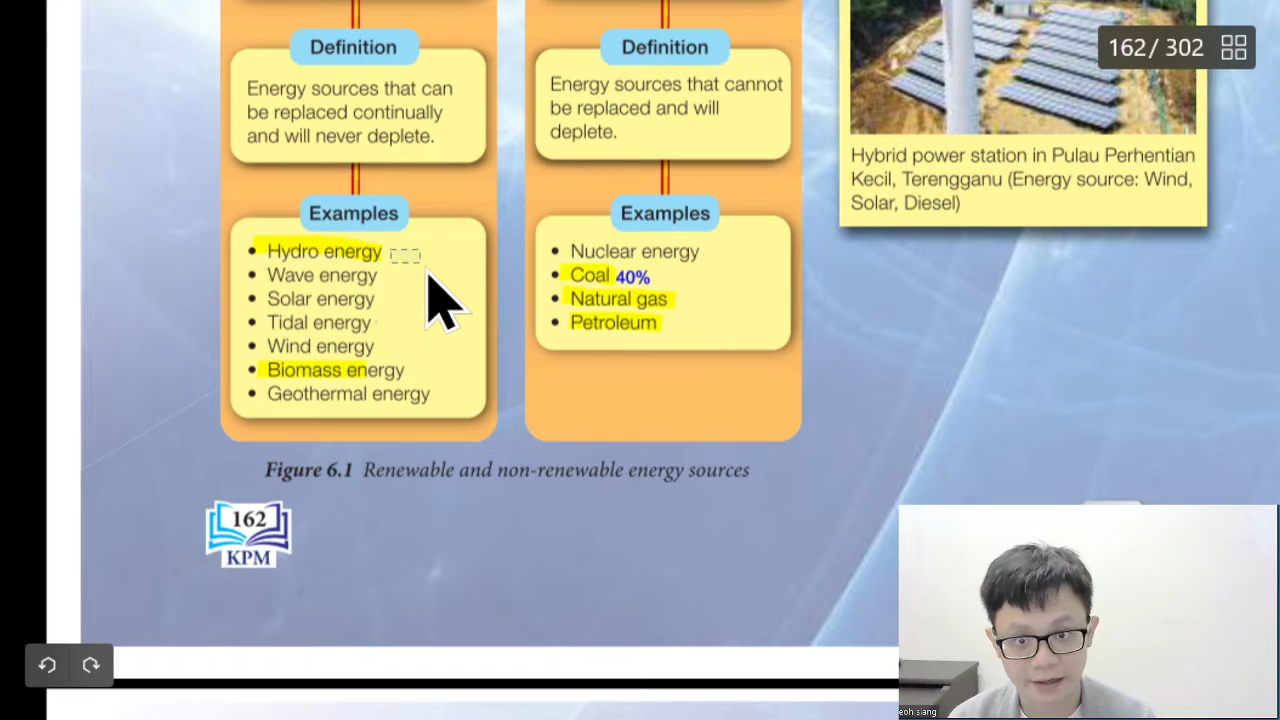 162/ 302
Definition
Energy sources that can
be replaced continually
and will never deplete.
Examples
• Hydro energy
• Wave energy
• Solar energy
• Tidal energy
• Wind energy
• Biomass energy
• Geothermal energy
Definition
Energy sources that cannot
be replaced and will
deplete.
Examples
• Nuclear energy
• Coal 40%
• Natural gas
• Petroleum
Hybrid power station in Pulau Perhentian
Kecil, Terengganu (Energy source: Wind,
Solar, Diesel)
Figure 6.1 Renewable and non-renewable energy sources
162
KPM
eoh siang